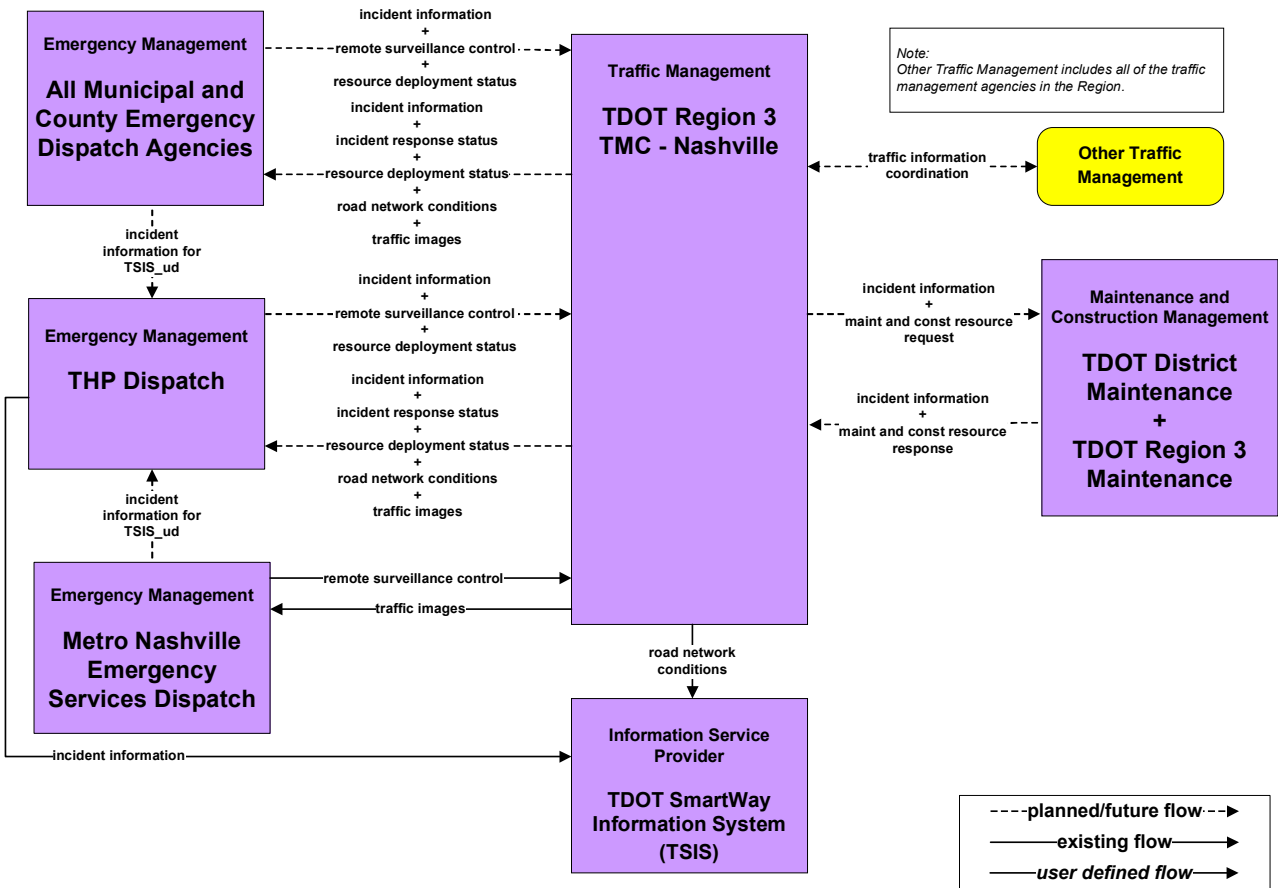 Emergency Management
All Municipal and
County Emergency
Dispatch Agencies
incident information
+
remote surveillance control
+
resource deployment status
incident information
+
incident response status
+
resource deployment status
+
road network conditions
+
traffic images
Traffic Management
TDOT Region 3
TMC - Nashville
Note:
Other Traffic Management includes all of the traffic
management agencies in the Region.
traffic information
coordination
Other Traffic
Management
incident
information for
TSIS_ud
Emergency Management
THP Dispatch
incident information
+
remote surveillance control
+
resource deployment status
incident information
+
incident response status
+
resource deployment status
+
road network conditions
+
traffic images
incident information
+
maint and const resource
request
incident information
+
maint and const resource
response
Maintenance and
Construction Management
TDOT District
Maintenance
+
TDOT Region 3
Maintenance
incident
information for
TSIS_ud
Emergency Management
Metro Nashville
Emergency
Services Dispatch
remote surveillance control
traffic images
road network
conditions
incident information
Information Service
Provider
TDOT SmartWay
Information System
(TSIS)
planned/future flow
existing flow
user defined flow